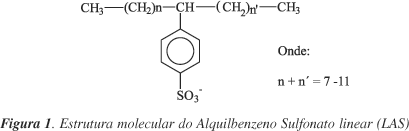 CH₃—(CH₂)n—CH—(CH₂)n'—CH₃
SO₃⁻
Onde:
n + n´ = 7 -11
Figura 1. Estrutura molecular do Alquilbenzeno Sulfonato linear (LAS)